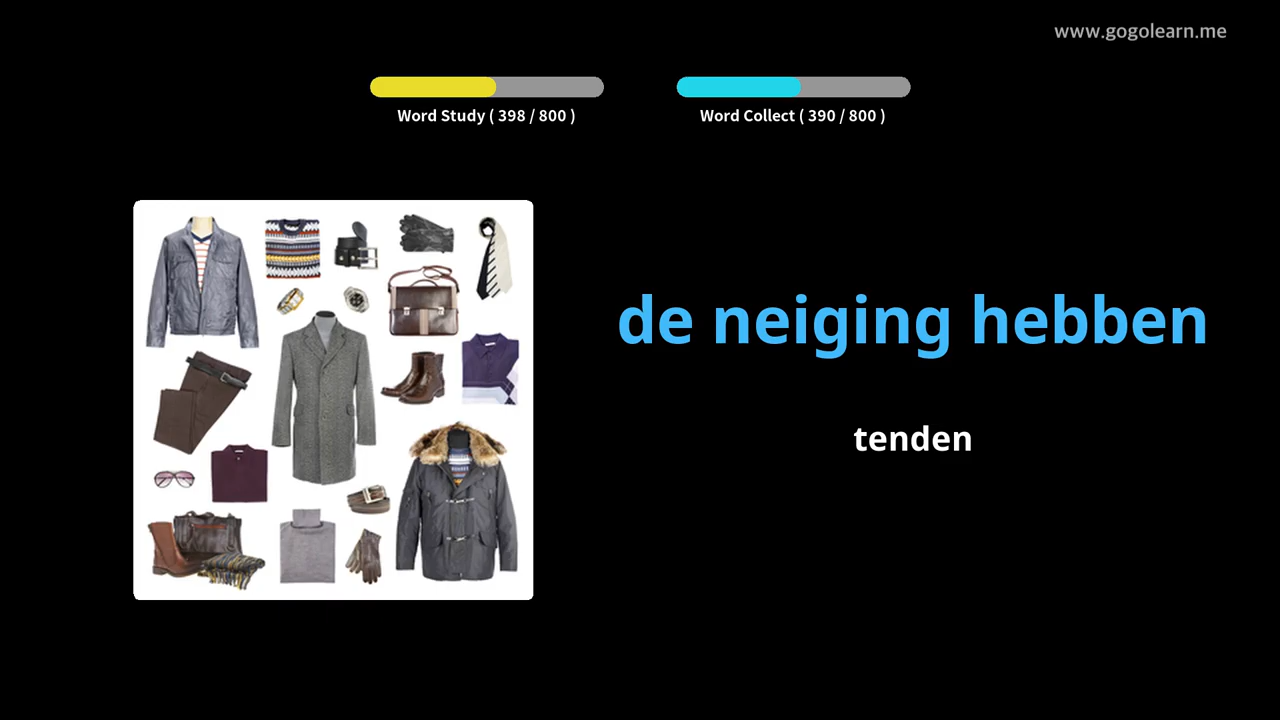 www.gogolearn.me
Word Study ( 398 / 800 )
Word Collect ( 390 / 800 )
de neiging hebben
tenden